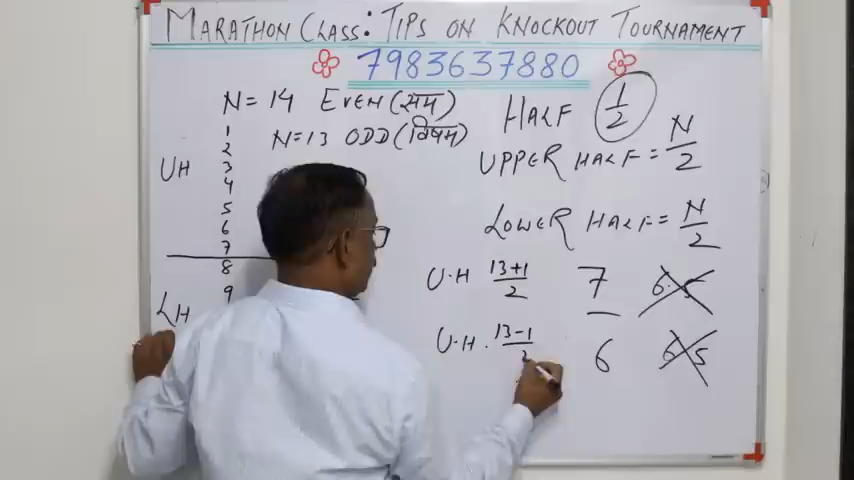 MARATHON CLASS: TIPS ON KNOCKOUT TOURNAMENT
7983637880
N = 14 EVEN (सम)
N=13 ODD (विषम)
UH
1
2
3
4
5
6
7
8
9
LH
HALF 1/2
UPPER HALF = N/2
LOWER HALF = N/2
U.H 13+1/2 7 6.5
U.H. 13-1/2 6 6.5